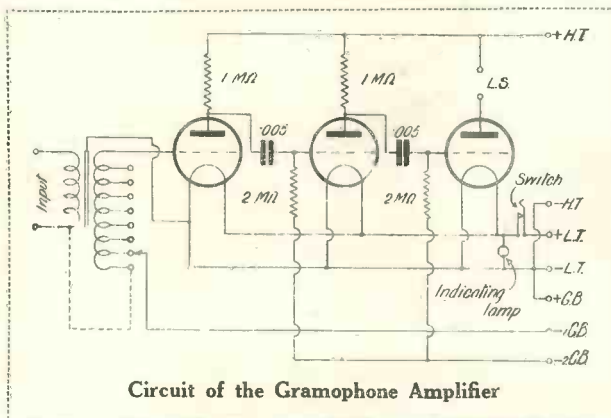 +H.T
1 MΩ
1 MΩ
L.S.
.005
.005
Input
2 MΩ
2 MΩ
Switch
-H.T
+L.T.
-L.T.
+G.B.
Indicating
lamp
-1G.B.
-2G.B.
Circuit of the Gramophone Amplifier